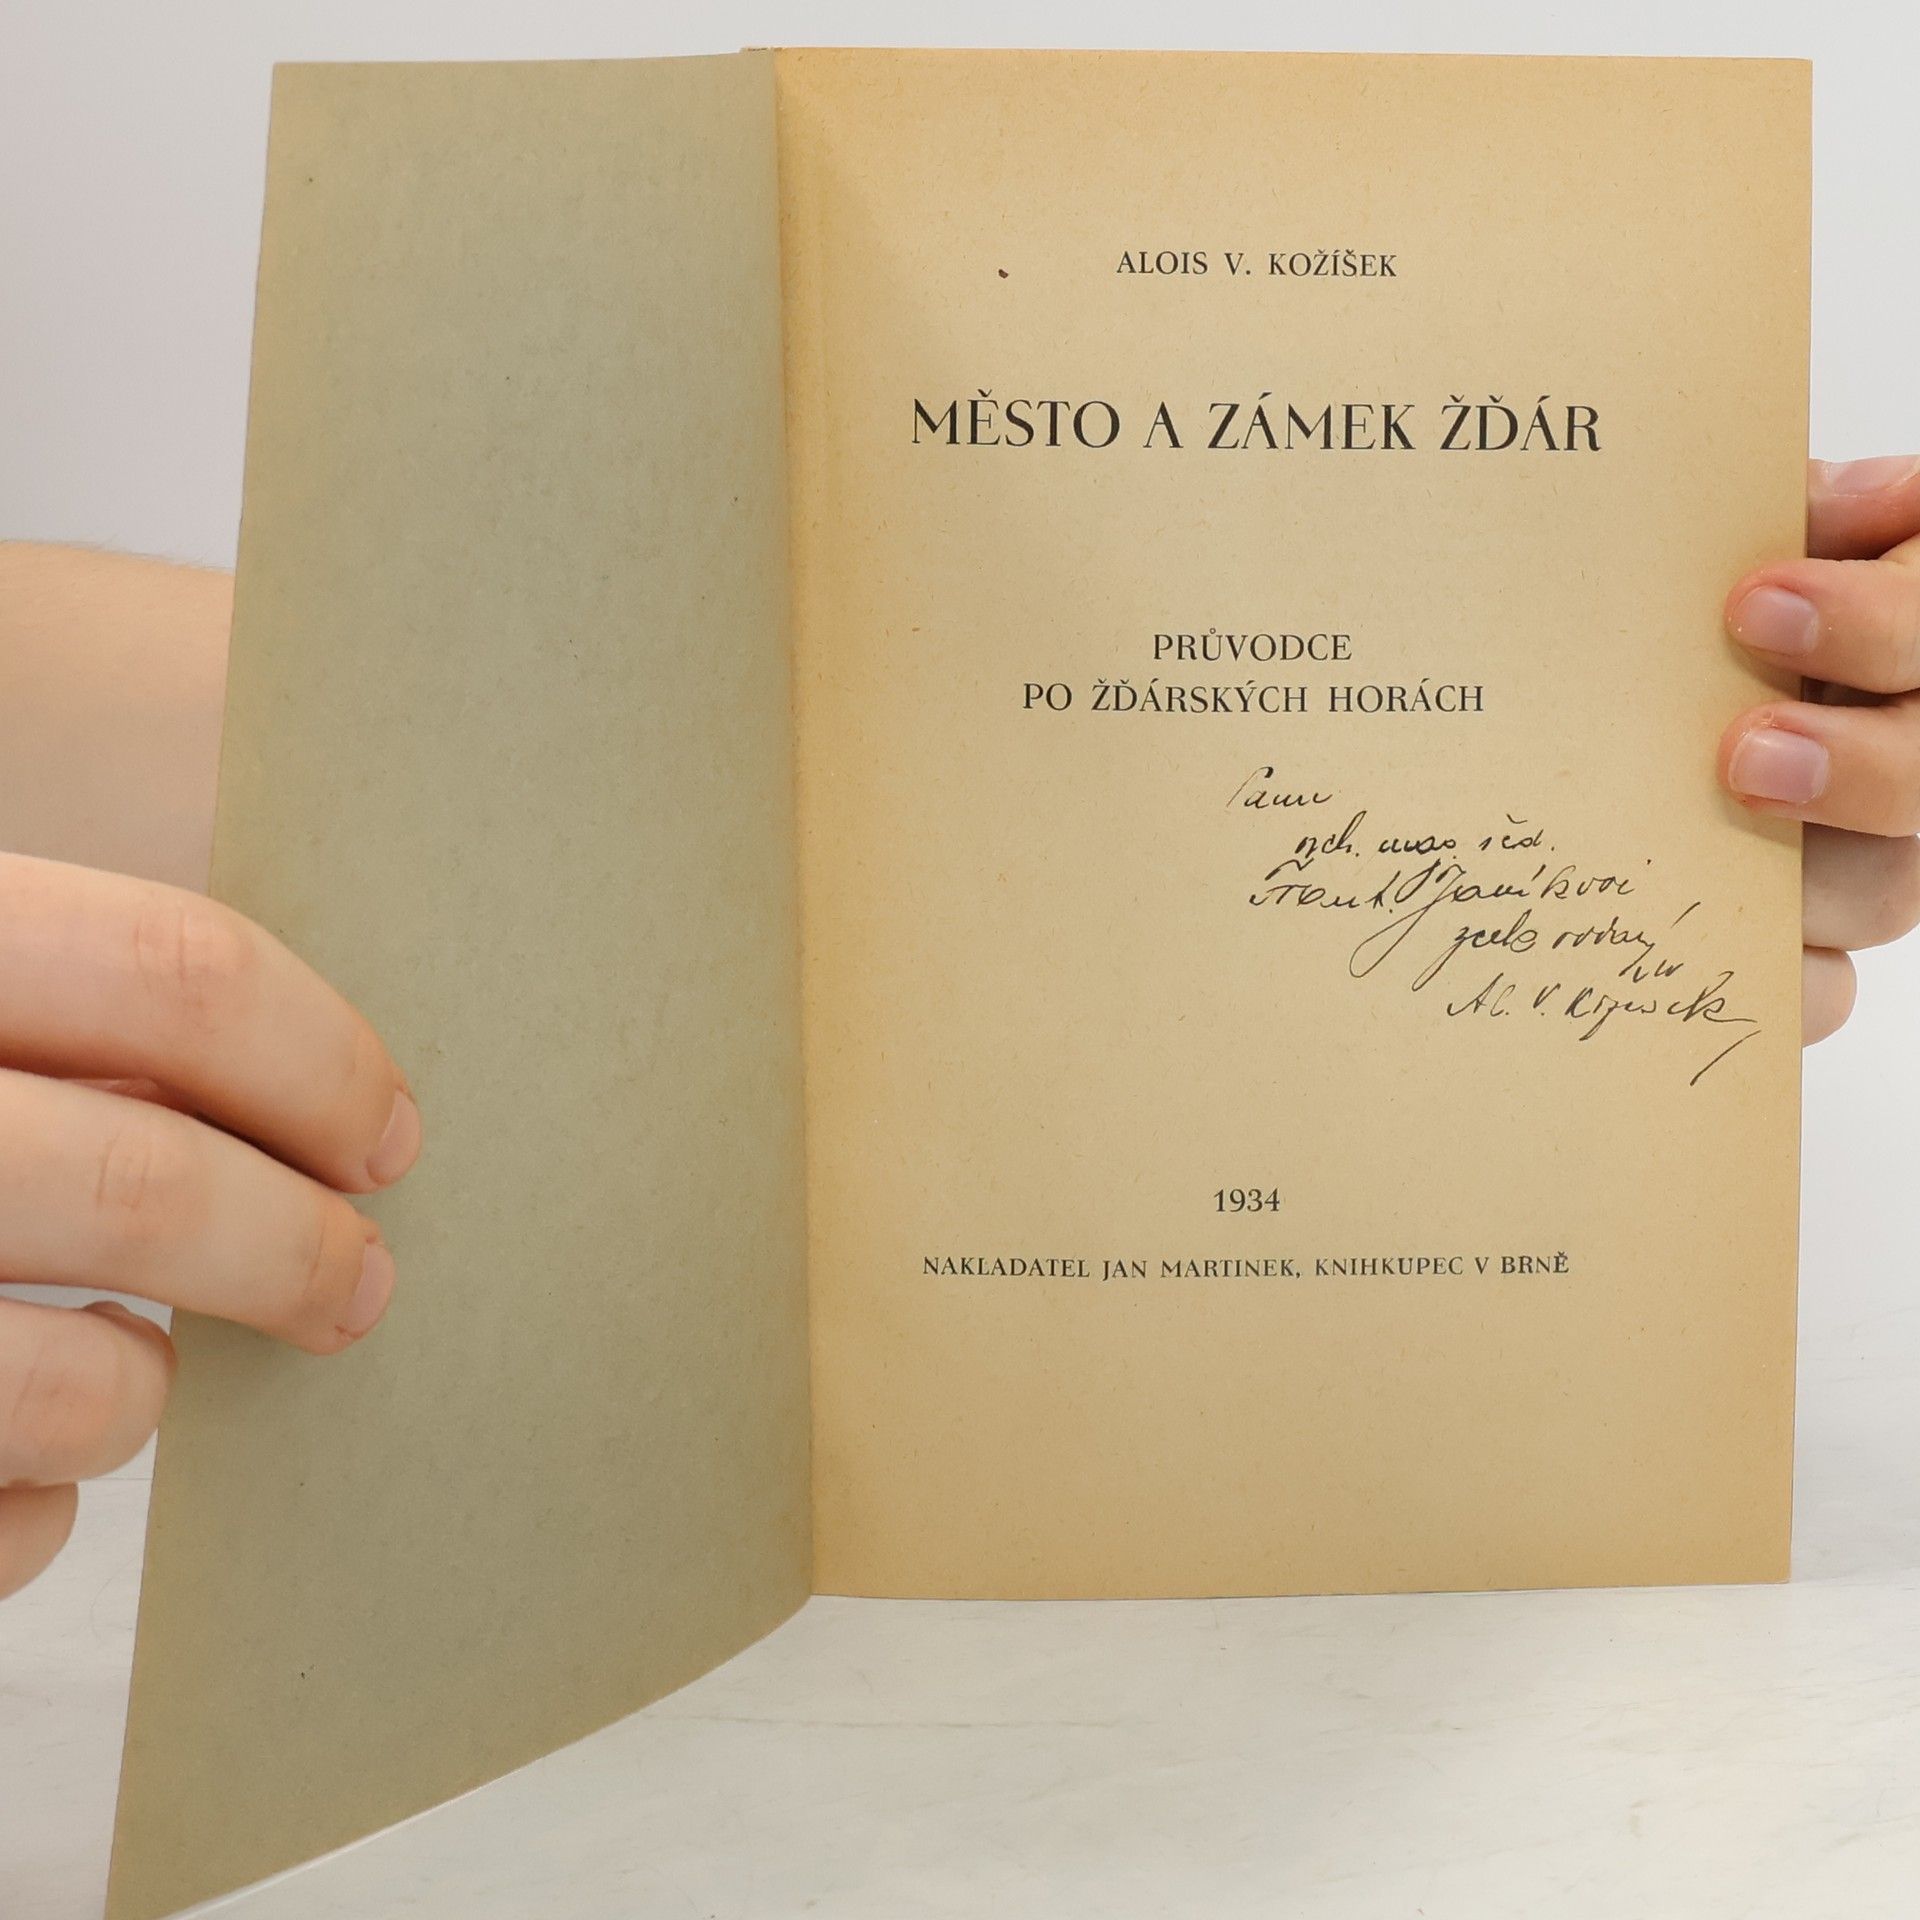 ALOIS V. KOŽÍŠEK
MĚSTO A ZÁMEK ŽĎÁR
PRŮVODCE
PO ŽĎÁRSKÝCH HORÁCH
Panu
Frant. Janíkovi
oddaný
Al. V. Kožíšek
1934
NAKLADATEL JAN MARTINEK, KNIHKUPEC V BRNĚ